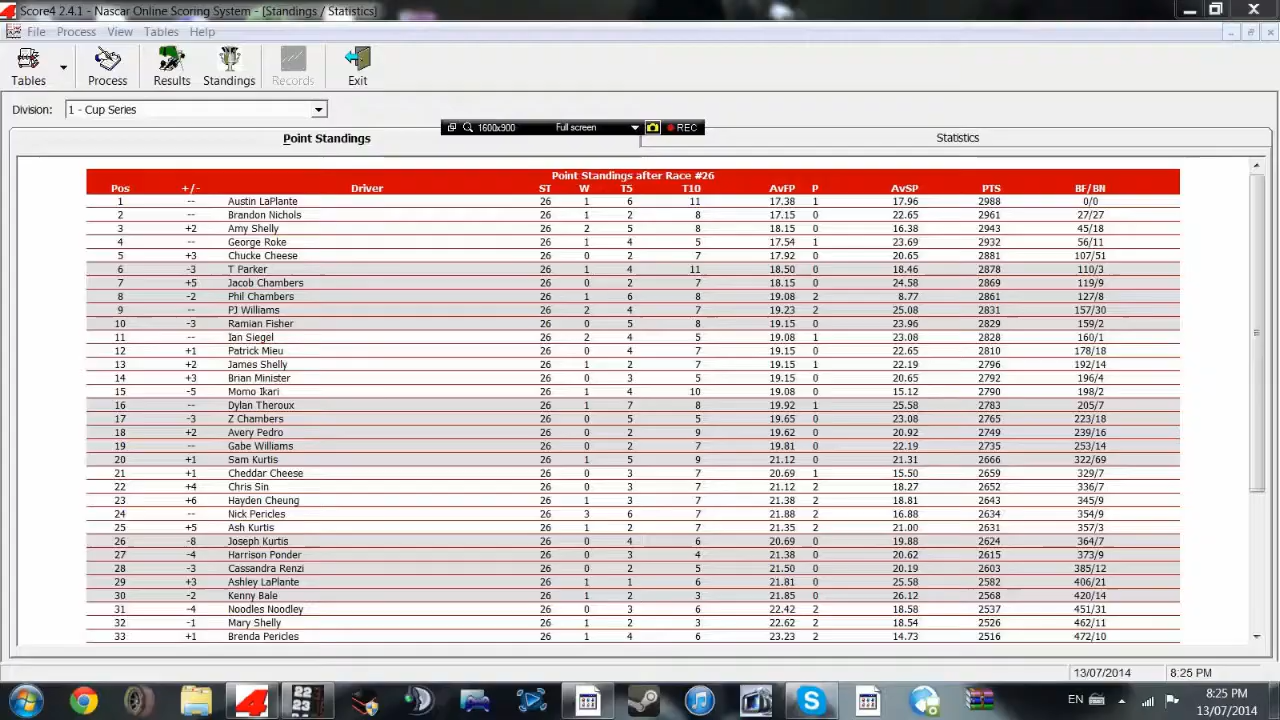 Score4 2.4.1 - Nascar Online Scoring System - [Standings / Statistics]
File Process View Tables Help
Tables Process Results Standings Records Exit
Division: 1 - Cup Series
1600x900 Full screen REC
Point Standings Statistics
Point Standings after Race #26
Pos +/- Driver ST W T5 T10 AvFP P AvSP PTS BF/BN
1 -- Austin LaPlante 26 1 6 11 17.38 1 17.96 2988 0/0
2 -- Brandon Nichols 26 1 2 8 17.15 0 22.65 2961 27/27
3 +2 Amy Shelly 26 2 5 8 18.15 0 16.38 2943 45/18
4 -- George Roke 26 1 4 5 17.54 1 23.69 2932 56/11
5 +3 Chucke Cheese 26 0 2 7 17.92 0 20.65 2881 107/51
6 -3 T Parker 26 1 4 11 18.50 0 18.46 2878 110/3
7 +5 Jacob Chambers 26 0 2 7 18.15 0 24.58 2869 119/9
8 -2 Phil Chambers 26 1 6 8 19.08 2 8.77 2861 127/8
9 -- PJ Williams 26 2 4 7 19.23 2 25.08 2831 157/30
10 -3 Ramian Fisher 26 0 5 8 19.15 0 23.96 2829 159/2
11 -- Ian Siegel 26 2 4 5 19.08 1 23.08 2828 160/1
12 +1 Patrick Mieu 26 0 4 7 19.15 0 22.65 2810 178/18
13 +2 James Shelly 26 1 2 7 19.15 1 22.19 2796 192/14
14 +3 Brian Minister 26 0 3 5 19.15 0 20.65 2792 196/4
15 -5 Momo Ikari 26 1 4 10 19.08 0 15.12 2790 198/2
16 -- Dylan Theroux 26 1 7 8 19.92 1 25.58 2783 205/7
17 -3 Z Chambers 26 0 5 5 19.65 0 23.08 2765 223/18
18 +2 Avery Pedro 26 0 2 9 19.62 0 20.92 2749 239/16
19 -- Gabe Williams 26 0 2 7 19.81 0 22.19 2735 253/14
20 +1 Sam Kurtis 26 1 5 9 21.12 0 21.31 2666 322/69
21 +1 Cheddar Cheese 26 0 3 7 20.69 1 15.50 2659 329/7
22 +4 Chris Sin 26 0 3 7 21.12 2 18.27 2652 336/7
23 +6 Hayden Cheung 26 1 3 7 21.38 2 18.81 2643 345/9
24 -- Nick Pericles 26 3 6 7 21.88 2 16.88 2634 354/9
25 +5 Ash Kurtis 26 1 2 7 21.35 2 21.00 2631 357/3
26 -8 Joseph Kurtis 26 0 4 6 20.69 0 19.88 2624 364/7
27 -4 Harrison Ponder 26 0 3 4 21.38 0 20.62 2615 373/9
28 -3 Cassandra Renzi 26 0 2 5 21.50 0 20.19 2603 385/12
29 +3 Ashley LaPlante 26 1 1 6 21.81 0 25.58 2582 406/21
30 -2 Kenny Bale 26 1 2 3 21.85 0 26.12 2568 420/14
31 -4 Noodles Noodley 26 0 3 6 22.42 2 18.58 2537 451/31
32 -1 Mary Shelly 26 1 2 3 22.62 2 18.54 2526 462/11
33 +1 Brenda Pericles 26 1 4 6 23.23 2 14.73 2516 472/10
13/07/2014 8:25 PM
22
23
EN 8:25 PM
13/07/2014